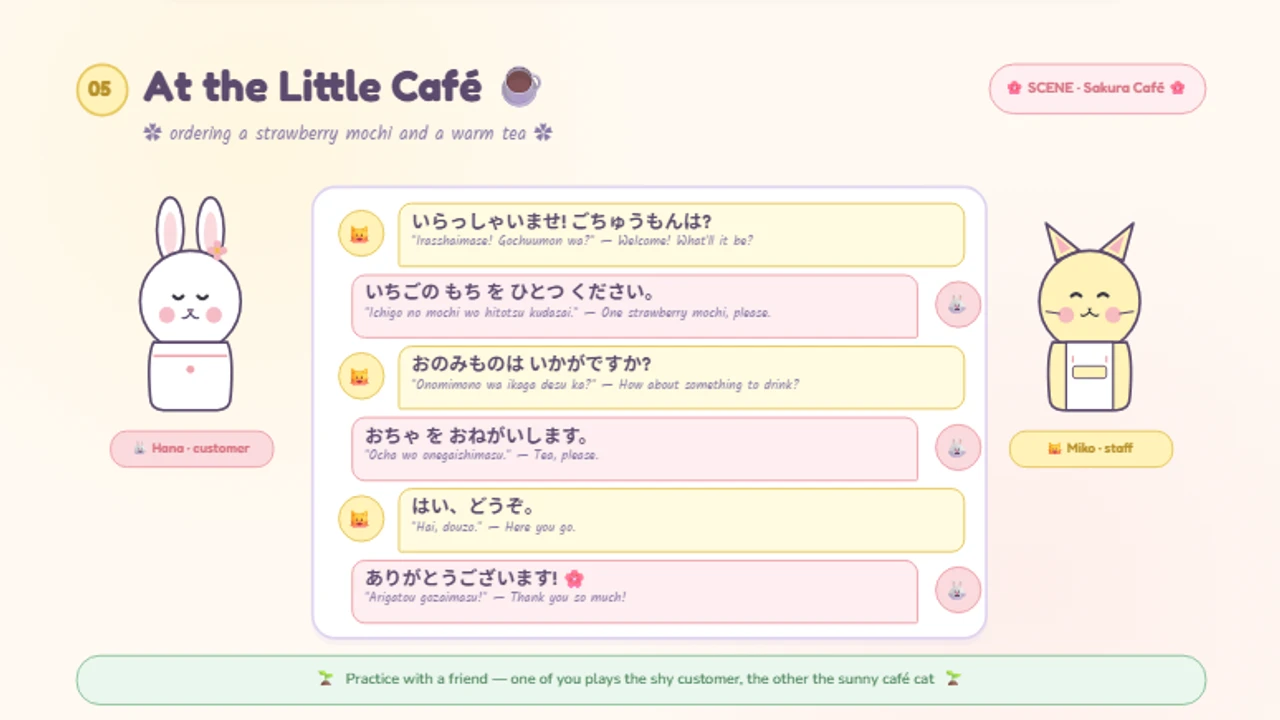 05
At the Little Café
SCENE · Sakura Café
ordering a strawberry mochi and a warm tea
いらっしゃいませ! ごちゅうもんは?
"Irasshaimase! Gochuumon wa?" — Welcome! What'll it be?
いちごの もち を ひとつ ください。
"Ichigo no mochi wo hitotsu kudasai." — One strawberry mochi, please.
おのみものは いかがですか?
"Onomimono wa ikaga desu ka?" — How about something to drink?
おちゃ を おねがいします。
"Ocha wo onegaishimasu." — Tea, please.
はい、どうぞ。
"Hai, douzo." — Here you go.
ありがとうございます!
"Arigatou gozaimasu!" — Thank you so much!
Hana · customer
Miko · staff
Practice with a friend — one of you plays the shy customer, the other the sunny café cat